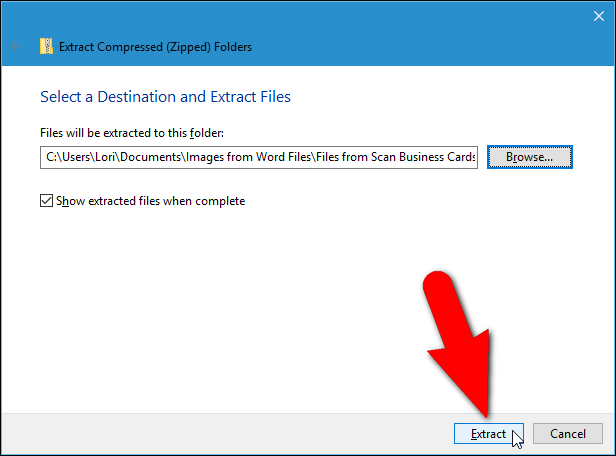 Extract Compressed (Zipped) Folders
Select a Destination and Extract Files
Files will be extracted to this folder:
C:\Users\Lori\Documents\Images from Word Files\Files from Scan Business Cards
Browse...
Show extracted files when complete
Extract
Cancel